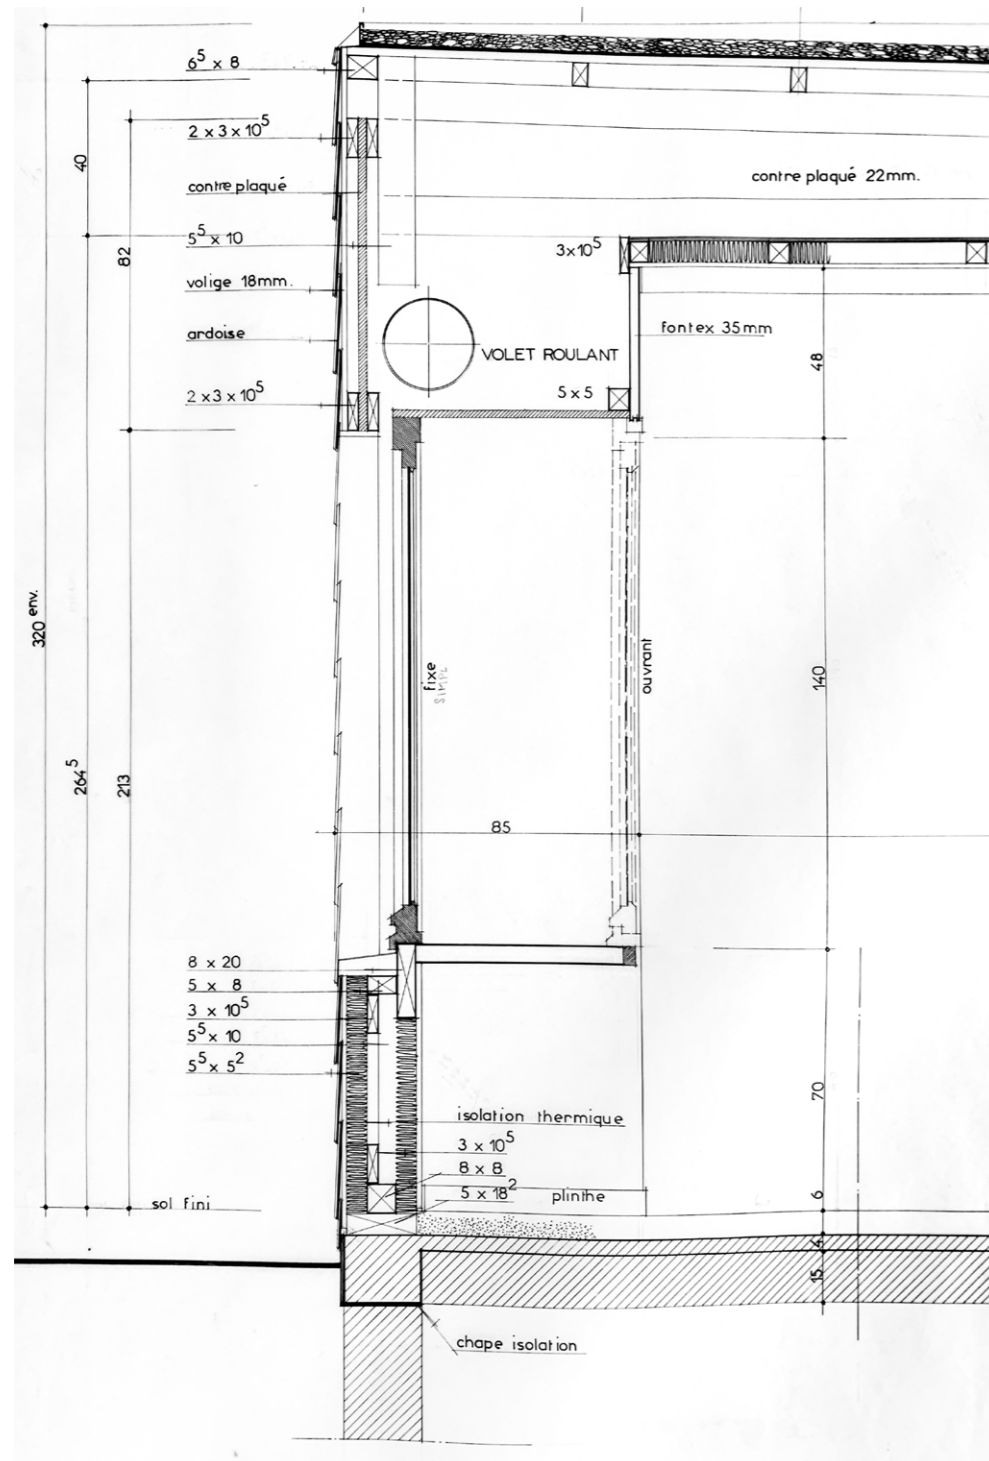 6⁵ x 8
2 x 3 x 10⁵
40
contre plaqué
contre plaqué 22mm.
5⁵ x 10
3x10⁵
82
volige 18mm.
ardoise
fontex 35mm
VOLET ROULANT
48
2 x 3 x 10⁵
5 x 5
320 env.
fixe
SIMPL
ouvrant
140
264⁵
213
85
8 x 20
5 x 8
3 x 10⁵
5⁵ x 10
5⁵ x 5²
70
isolation thermique
3 x 10⁵
8 x 8
5 x 18²
plinthe
6
sol fini
4
15
chape isolation